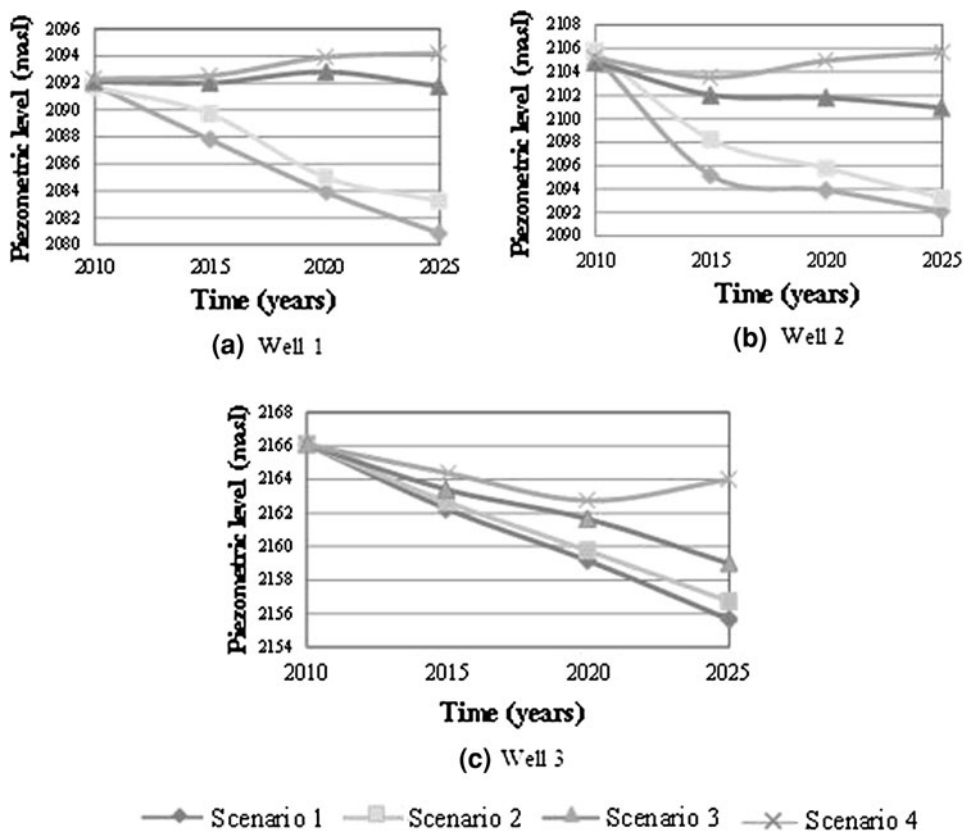 Piezometric level (masl)
2096
2094
2092
2090
2088
2086
2084
2082
2080
2010 2015 2020 2025
Time (years)
(a) Well 1
Piezometric level (masl)
2108
2106
2104
2102
2100
2098
2096
2094
2092
2090
2010 2015 2020 2025
Time (years)
(b) Well 2
Piezometric level (masl)
2168
2166
2164
2162
2160
2158
2156
2154
2010 2015 2020 2025
Time (years)
(c) Well 3
Scenario 1 Scenario 2 Scenario 3 Scenario 4